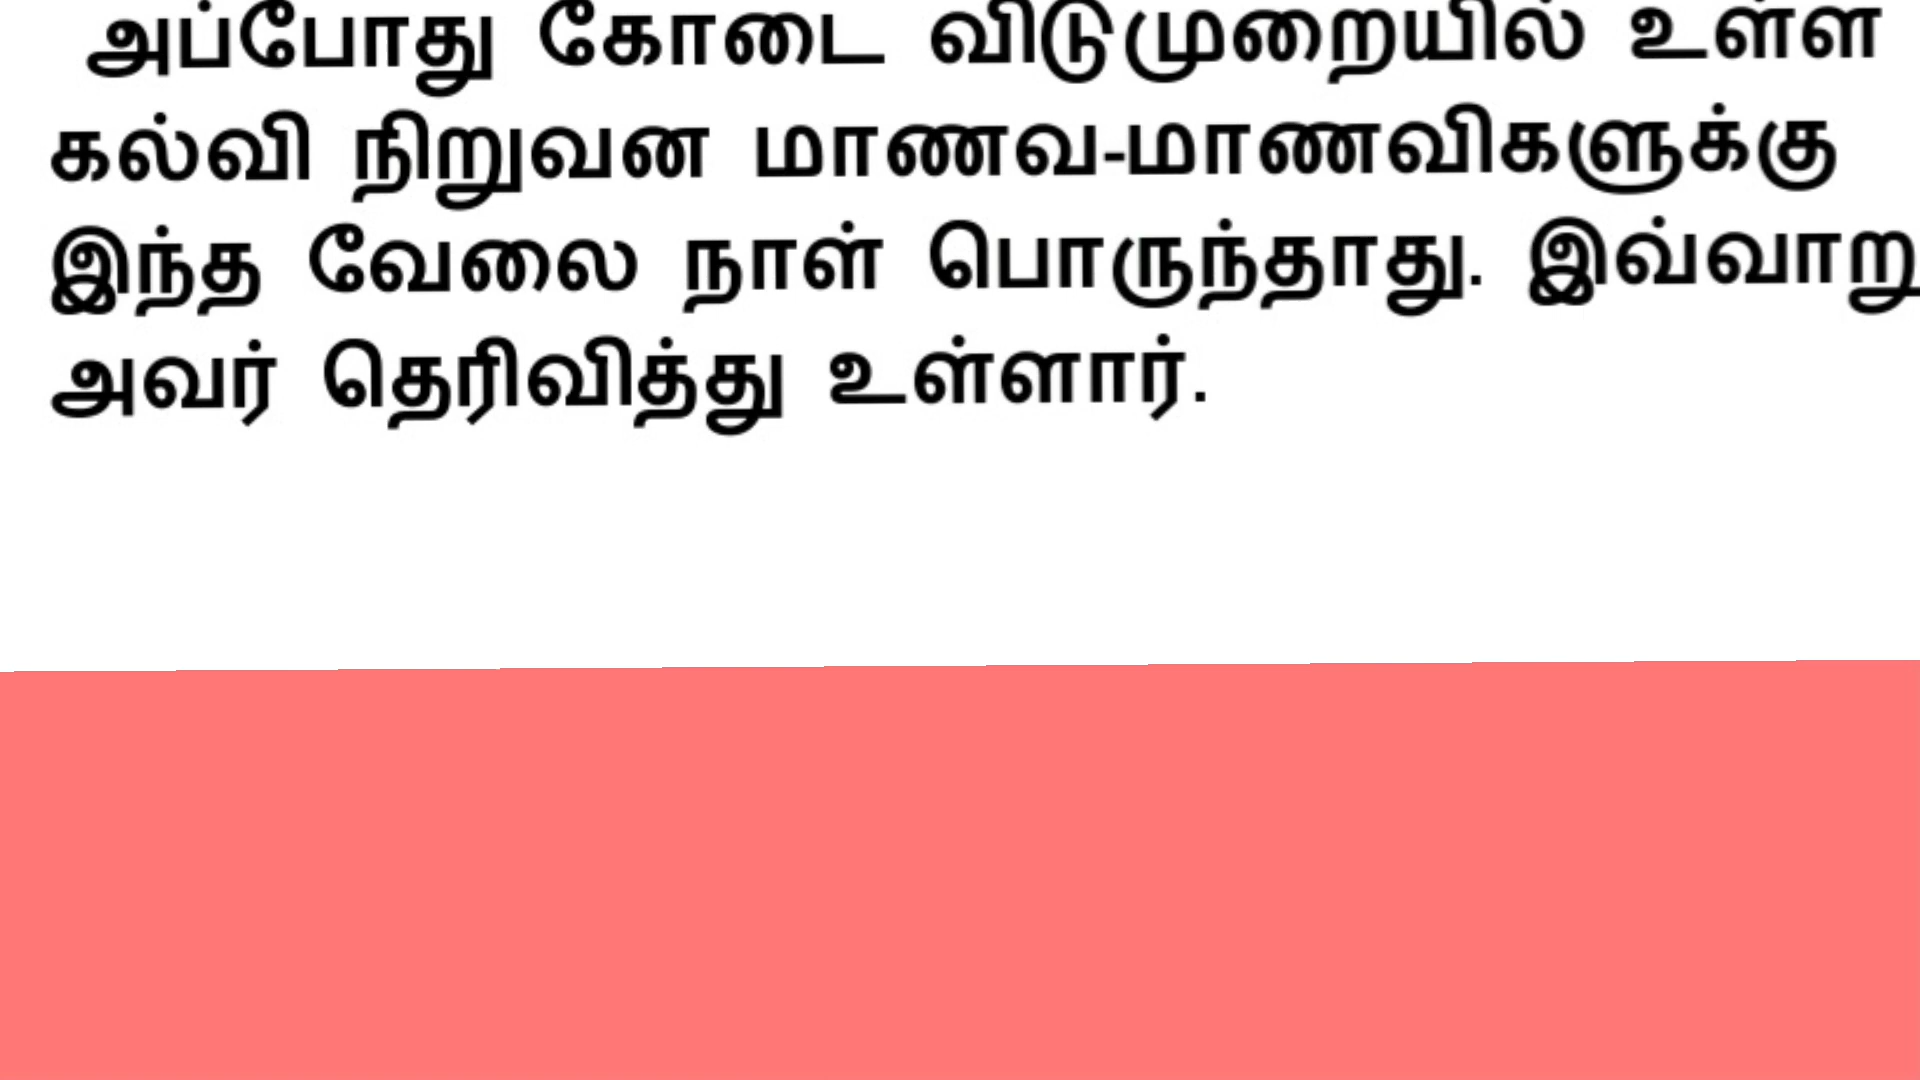 அப்போது கோடை விடுமுறையில் உள்ள
கல்வி நிறுவன மாணவ-மாணவிகளுக்கு
இந்த வேலை நாள் பொருந்தாது. இவ்வாறு
அவர் தெரிவித்து உள்ளார்.